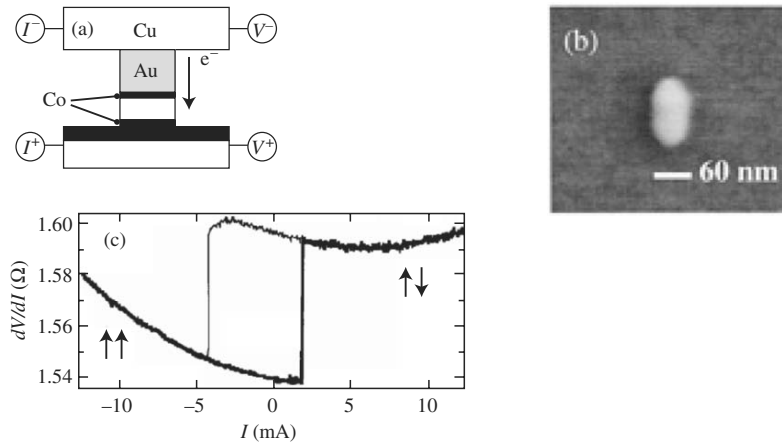 I⁻ (a) Cu V⁻
Au e⁻
Co
I⁺ V⁺
(b)
60 nm
(c)
dV/dI (Ω)
1.60
1.58
1.56
1.54
↑↑
↑↓
−10 −5 0 5 10
I (mA)